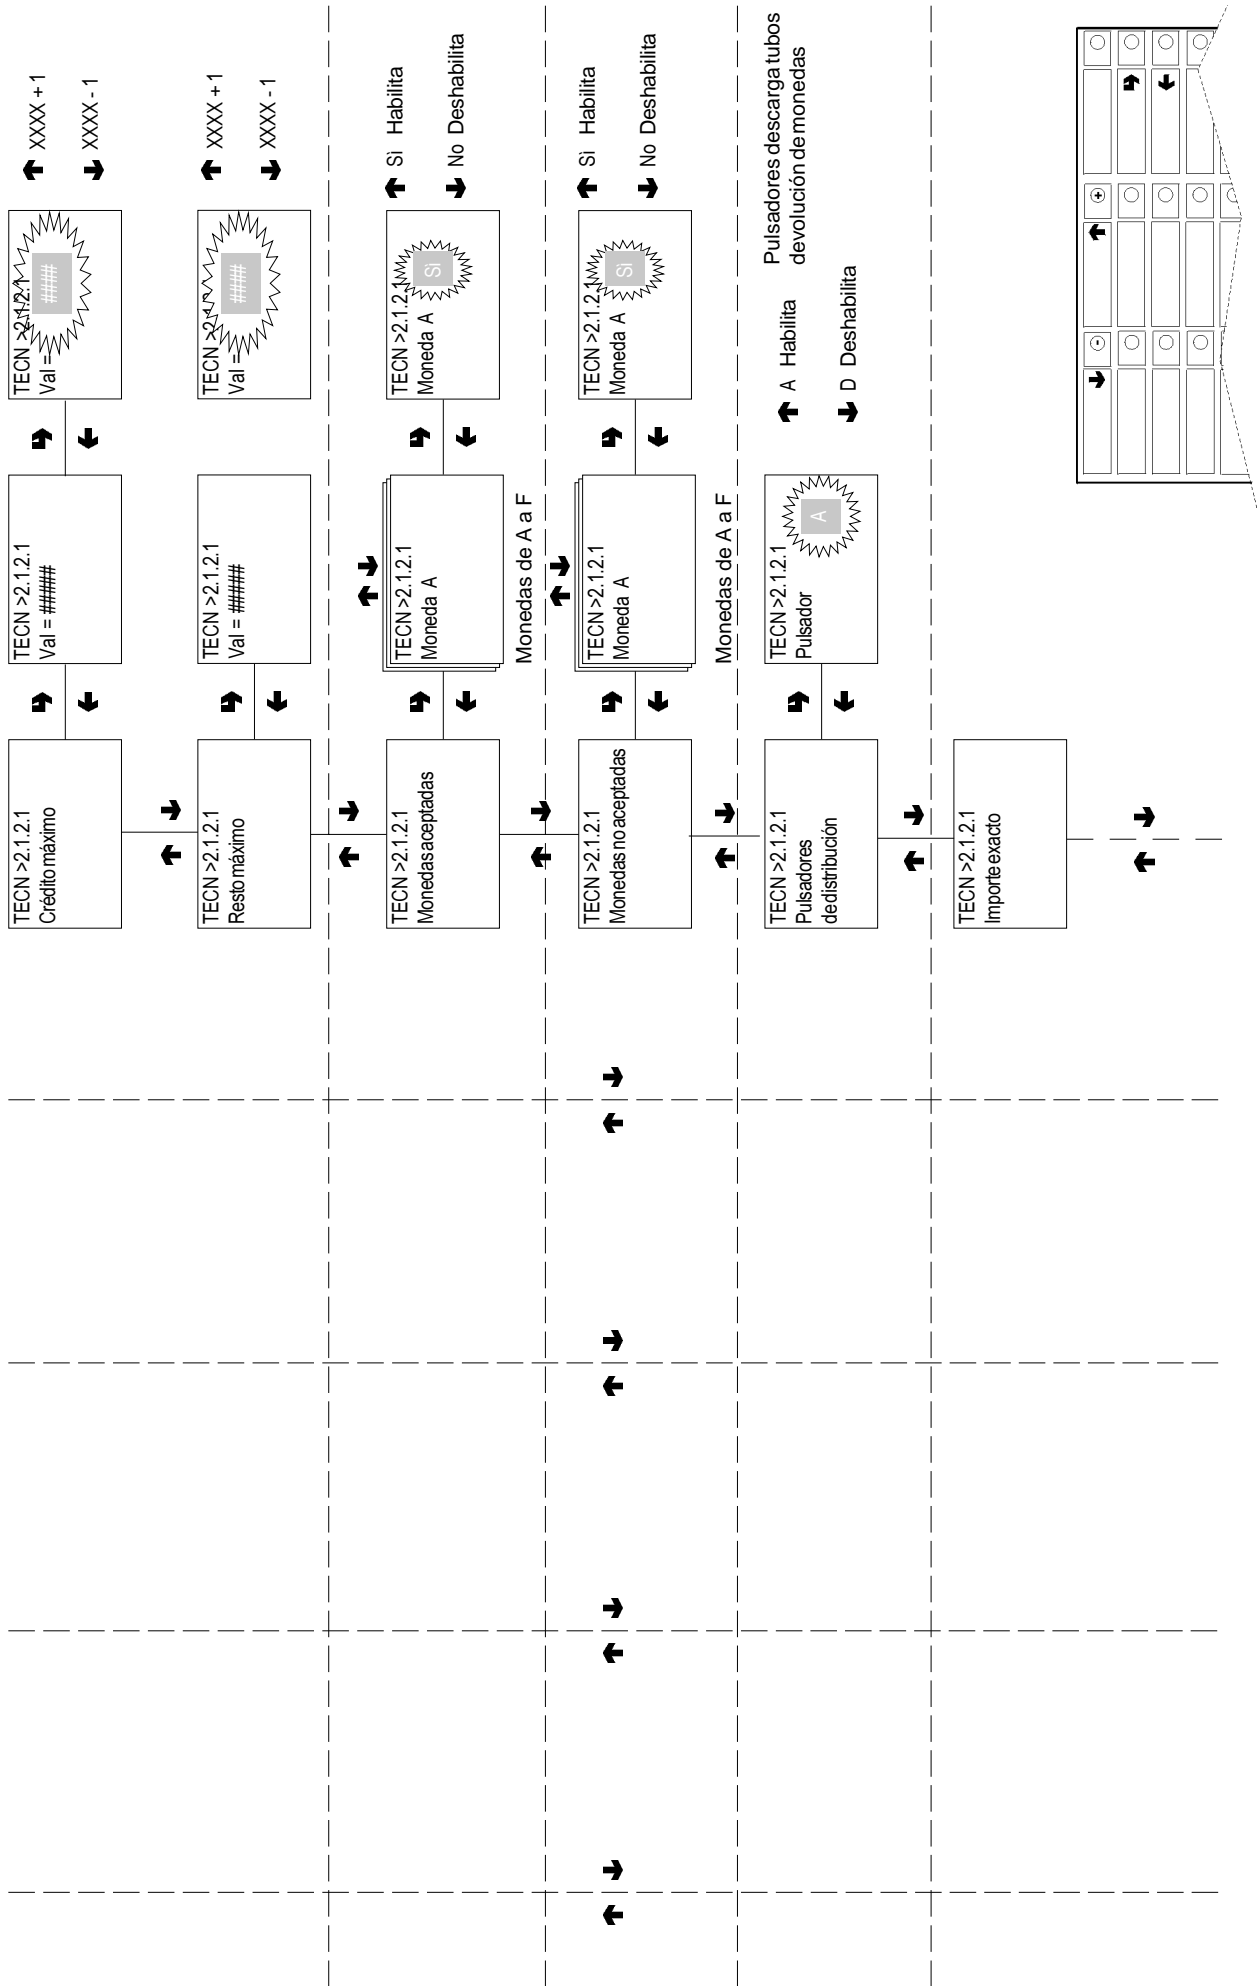 TECN >2.1.2.1
Crédito máximo
TECN >2.1.2.1
Val = #####
TECN >2.1.2.1
Val =
####
XXXX + 1
XXXX - 1
TECN >2.1.2.1
Resto máximo
TECN >2.1.2.1
Val = #####
TECN >2.1.2.1
Val =
####
XXXX + 1
XXXX - 1
TECN >2.1.2.1
Monedas aceptadas
TECN >2.1.2.1
Moneda A
Monedas de A a F
TECN >2.1.2.1
Moneda A
Sì
Sì Habilita
No Deshabilita
TECN >2.1.2.1
Monedas no aceptadas
TECN >2.1.2.1
Moneda A
Monedas de A a F
TECN >2.1.2.1
Moneda A
Sì
Sì Habilita
No Deshabilita
TECN >2.1.2.1
Pulsadores
de distribución
TECN >2.1.2.1
Pulsador
A
A Habilita
D Deshabilita
Pulsadores descarga tubos
devolución de monedas
TECN >2.1.2.1
Importe exacto
-
+